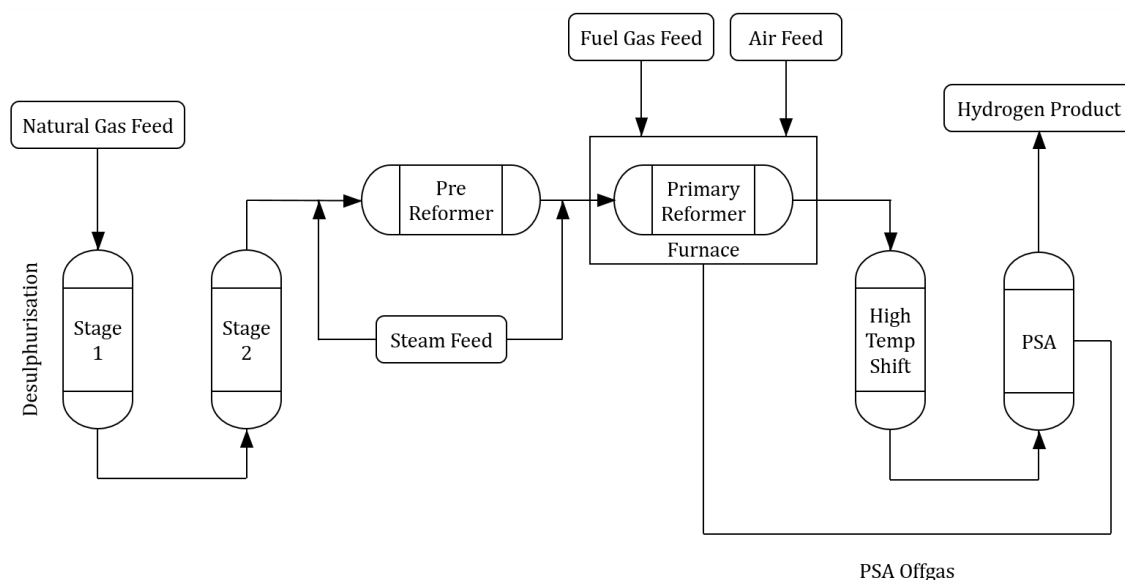 Fuel Gas Feed
Air Feed
Natural Gas Feed
Hydrogen Product
Pre
Reformer
Primary
Reformer
Furnace
Desulphurisation
Stage
1
Stage
2
Steam Feed
High
Temp
Shift
PSA
PSA Offgas